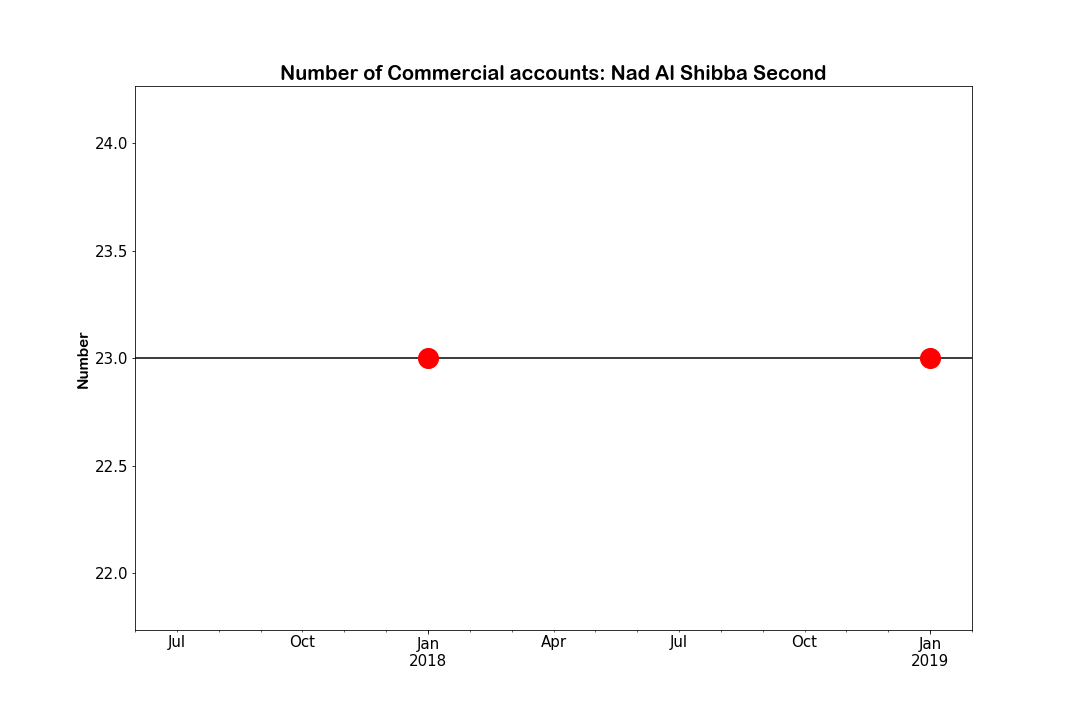 Number of Commercial accounts: Nad Al Shibba Second
Number
24.0
23.5
23.0
22.5
22.0
Jul Oct Jan Apr Jul Oct Jan
2018 2019